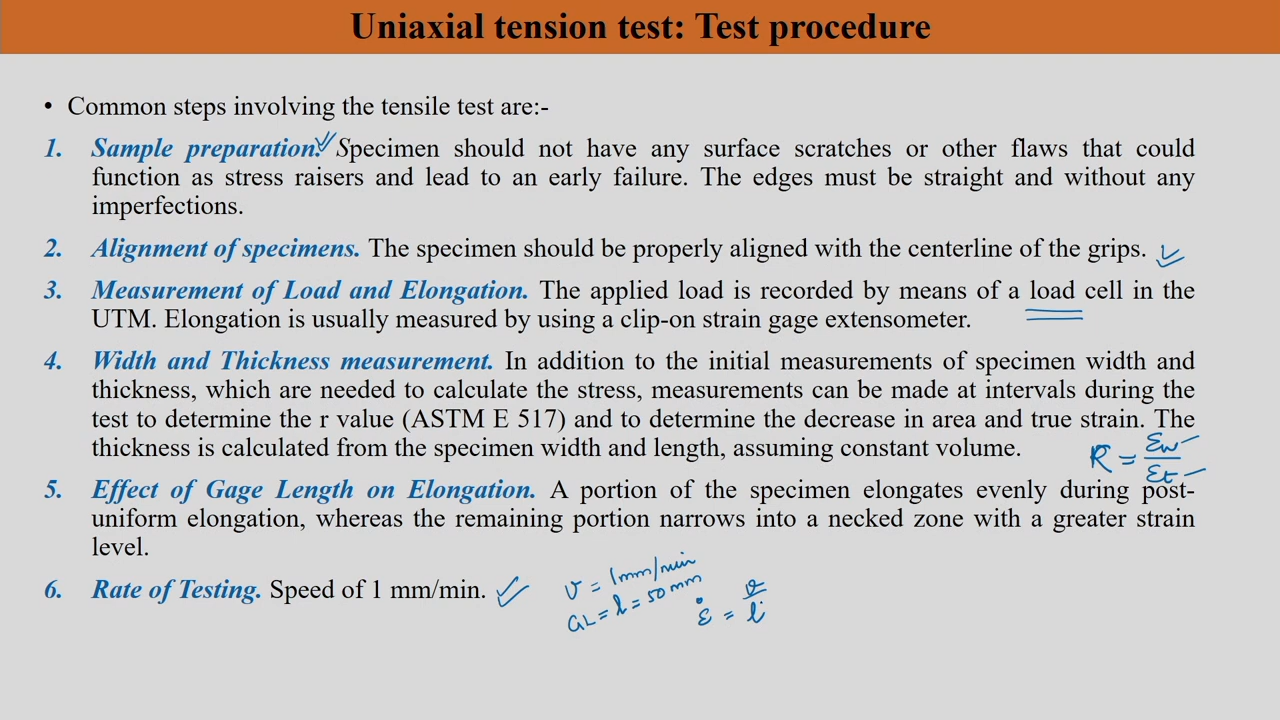 Uniaxial tension test: Test procedure
• Common steps involving the tensile test are:-
1. Sample preparation. Specimen should not have any surface scratches or other flaws that could
function as stress raisers and lead to an early failure. The edges must be straight and without any
imperfections.
2. Alignment of specimens. The specimen should be properly aligned with the centerline of the grips.
3. Measurement of Load and Elongation. The applied load is recorded by means of a load cell in the
UTM. Elongation is usually measured by using a clip-on strain gage extensometer.
4. Width and Thickness measurement. In addition to the initial measurements of specimen width and
thickness, which are needed to calculate the stress, measurements can be made at intervals during the
test to determine the r value (ASTM E 517) and to determine the decrease in area and true strain. The
thickness is calculated from the specimen width and length, assuming constant volume.
R = εw/εt
5. Effect of Gage Length on Elongation. A portion of the specimen elongates evenly during post-
uniform elongation, whereas the remaining portion narrows into a necked zone with a greater strain
level.
6. Rate of Testing. Speed of 1 mm/min.
v = 1mm/min
GL = l = 50 mm
ε̇ = v/l